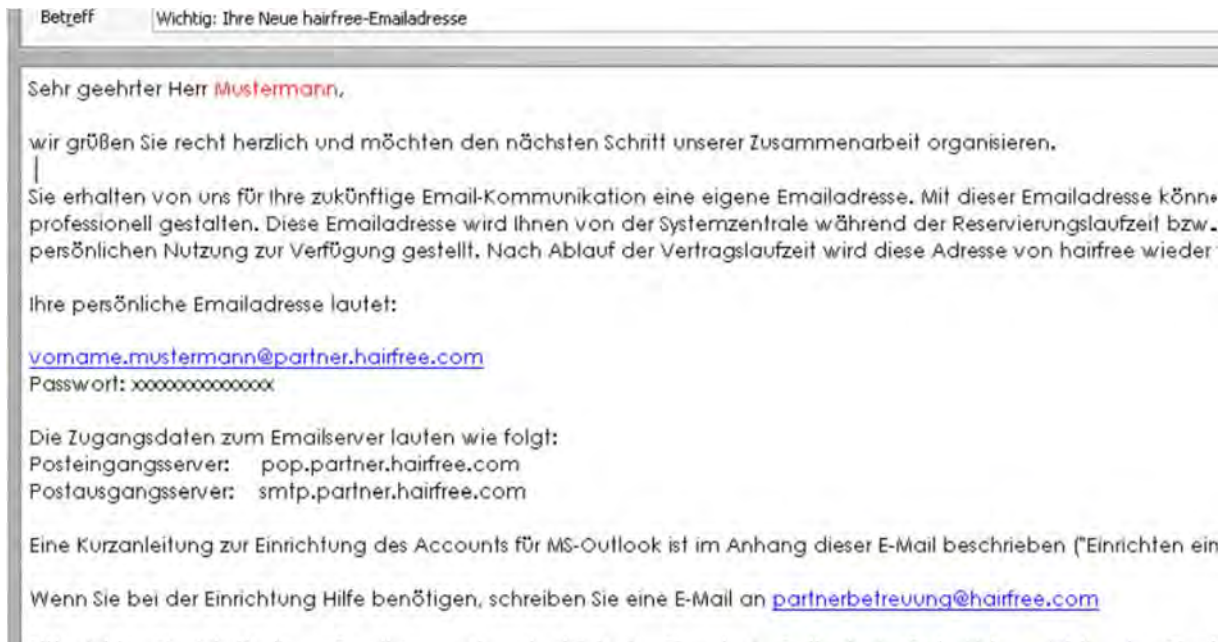 Betreff Wichtig: Ihre Neue hairfree-Emailadresse
Sehr geehrter Herr Mustermann,
wir grüßen Sie recht herzlich und möchten den nächsten Schritt unserer Zusammenarbeit organisieren.
Sie erhalten von uns für Ihre zukünftige Email-Kommunikation eine eigene Emailadresse. Mit dieser Emailadresse könne
professionell gestalten. Diese Emailadresse wird Ihnen von der Systemzentrale während der Reservierungslaufzeit bzw.
persönlichen Nutzung zur Verfügung gestellt. Nach Ablauf der Vertragslaufzeit wird diese Adresse von hairfree wieder
Ihre persönliche Emailadresse lautet:
vorname.mustermann@partner.hairfree.com
Passwort: xxxxxxxxxxxxxx
Die Zugangsdaten zum Emailserver lauten wie folgt:
Posteingangsserver: pop.partner.hairfree.com
Postausgangsserver: smtp.partner.hairfree.com
Eine Kurzanleitung zur Einrichtung des Accounts für MS-Outlook ist im Anhang dieser E-Mail beschrieben ("Einrichten ein
Wenn Sie bei der Einrichtung Hilfe benötigen, schreiben Sie eine E-Mail an partnerbetreuung@hairfree.com